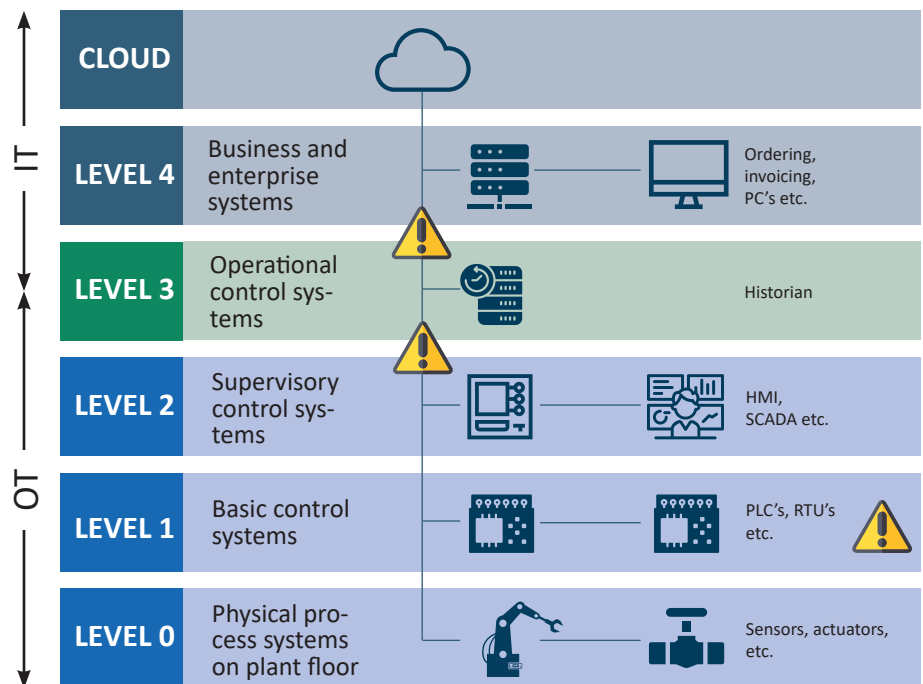 IT
OT
CLOUD
LEVEL 4
Business and
enterprise
systems
Ordering,
invoicing,
PC's etc.
LEVEL 3
Operational
control sys-
tems
Historian
LEVEL 2
Supervisory
control sys-
tems
HMI,
SCADA etc.
LEVEL 1
Basic control
systems
PLC's, RTU's
etc.
LEVEL 0
Physical pro-
cess systems
on plant floor
Sensors, actuators,
etc.